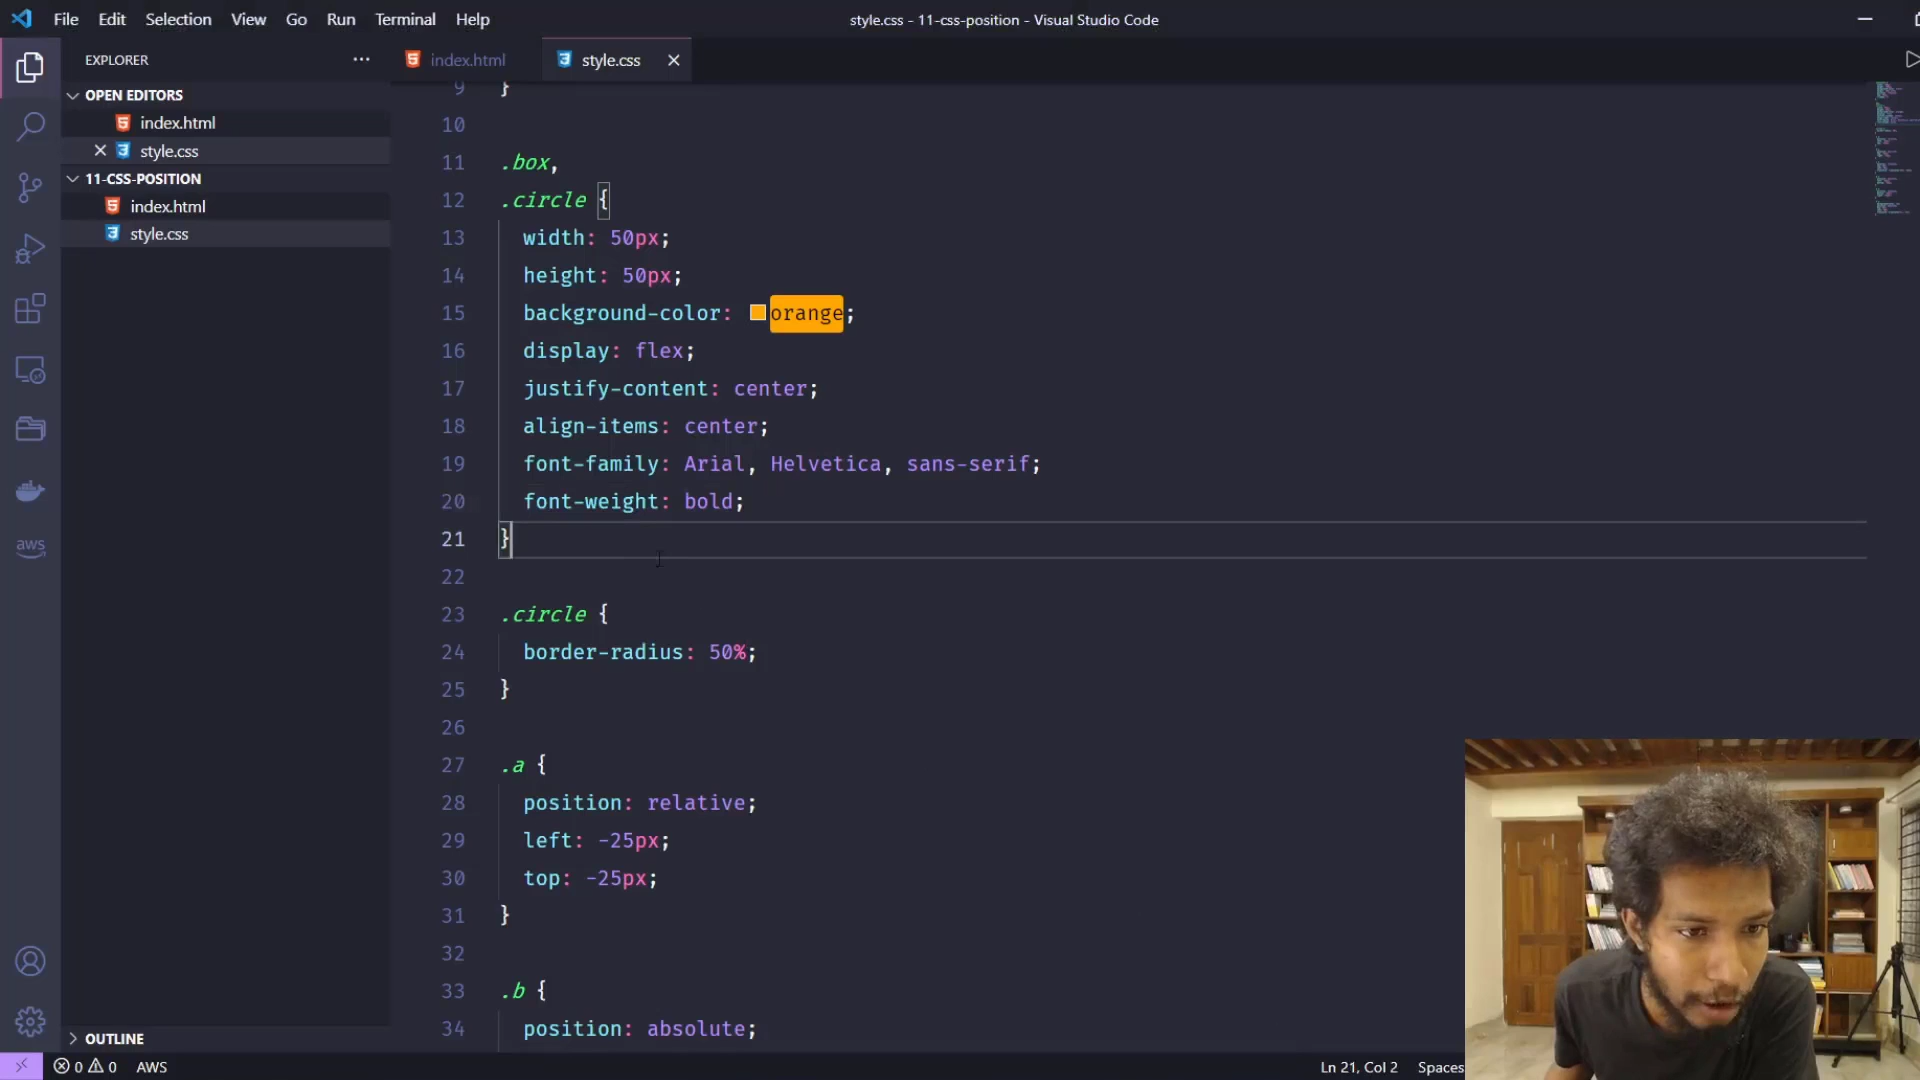 File Edit Selection View Go Run Terminal Help
style.css - 11-css-position - Visual Studio Code
EXPLORER
index.html
style.css
OPEN EDITORS
index.html
style.css
11-CSS-POSITION
index.html
style.css
9 }
10
11 .box,
12 .circle {
13 width: 50px;
14 height: 50px;
15 background-color: orange;
16 display: flex;
17 justify-content: center;
18 align-items: center;
19 font-family: Arial, Helvetica, sans-serif;
20 font-weight: bold;
21 }
22
23 .circle {
24 border-radius: 50%;
25 }
26
27 .a {
28 position: relative;
29 left: -25px;
30 top: -25px;
31 }
32
33 .b {
34 position: absolute;
aws
OUTLINE
0 0 AWS
Ln 21, Col 2 Spaces